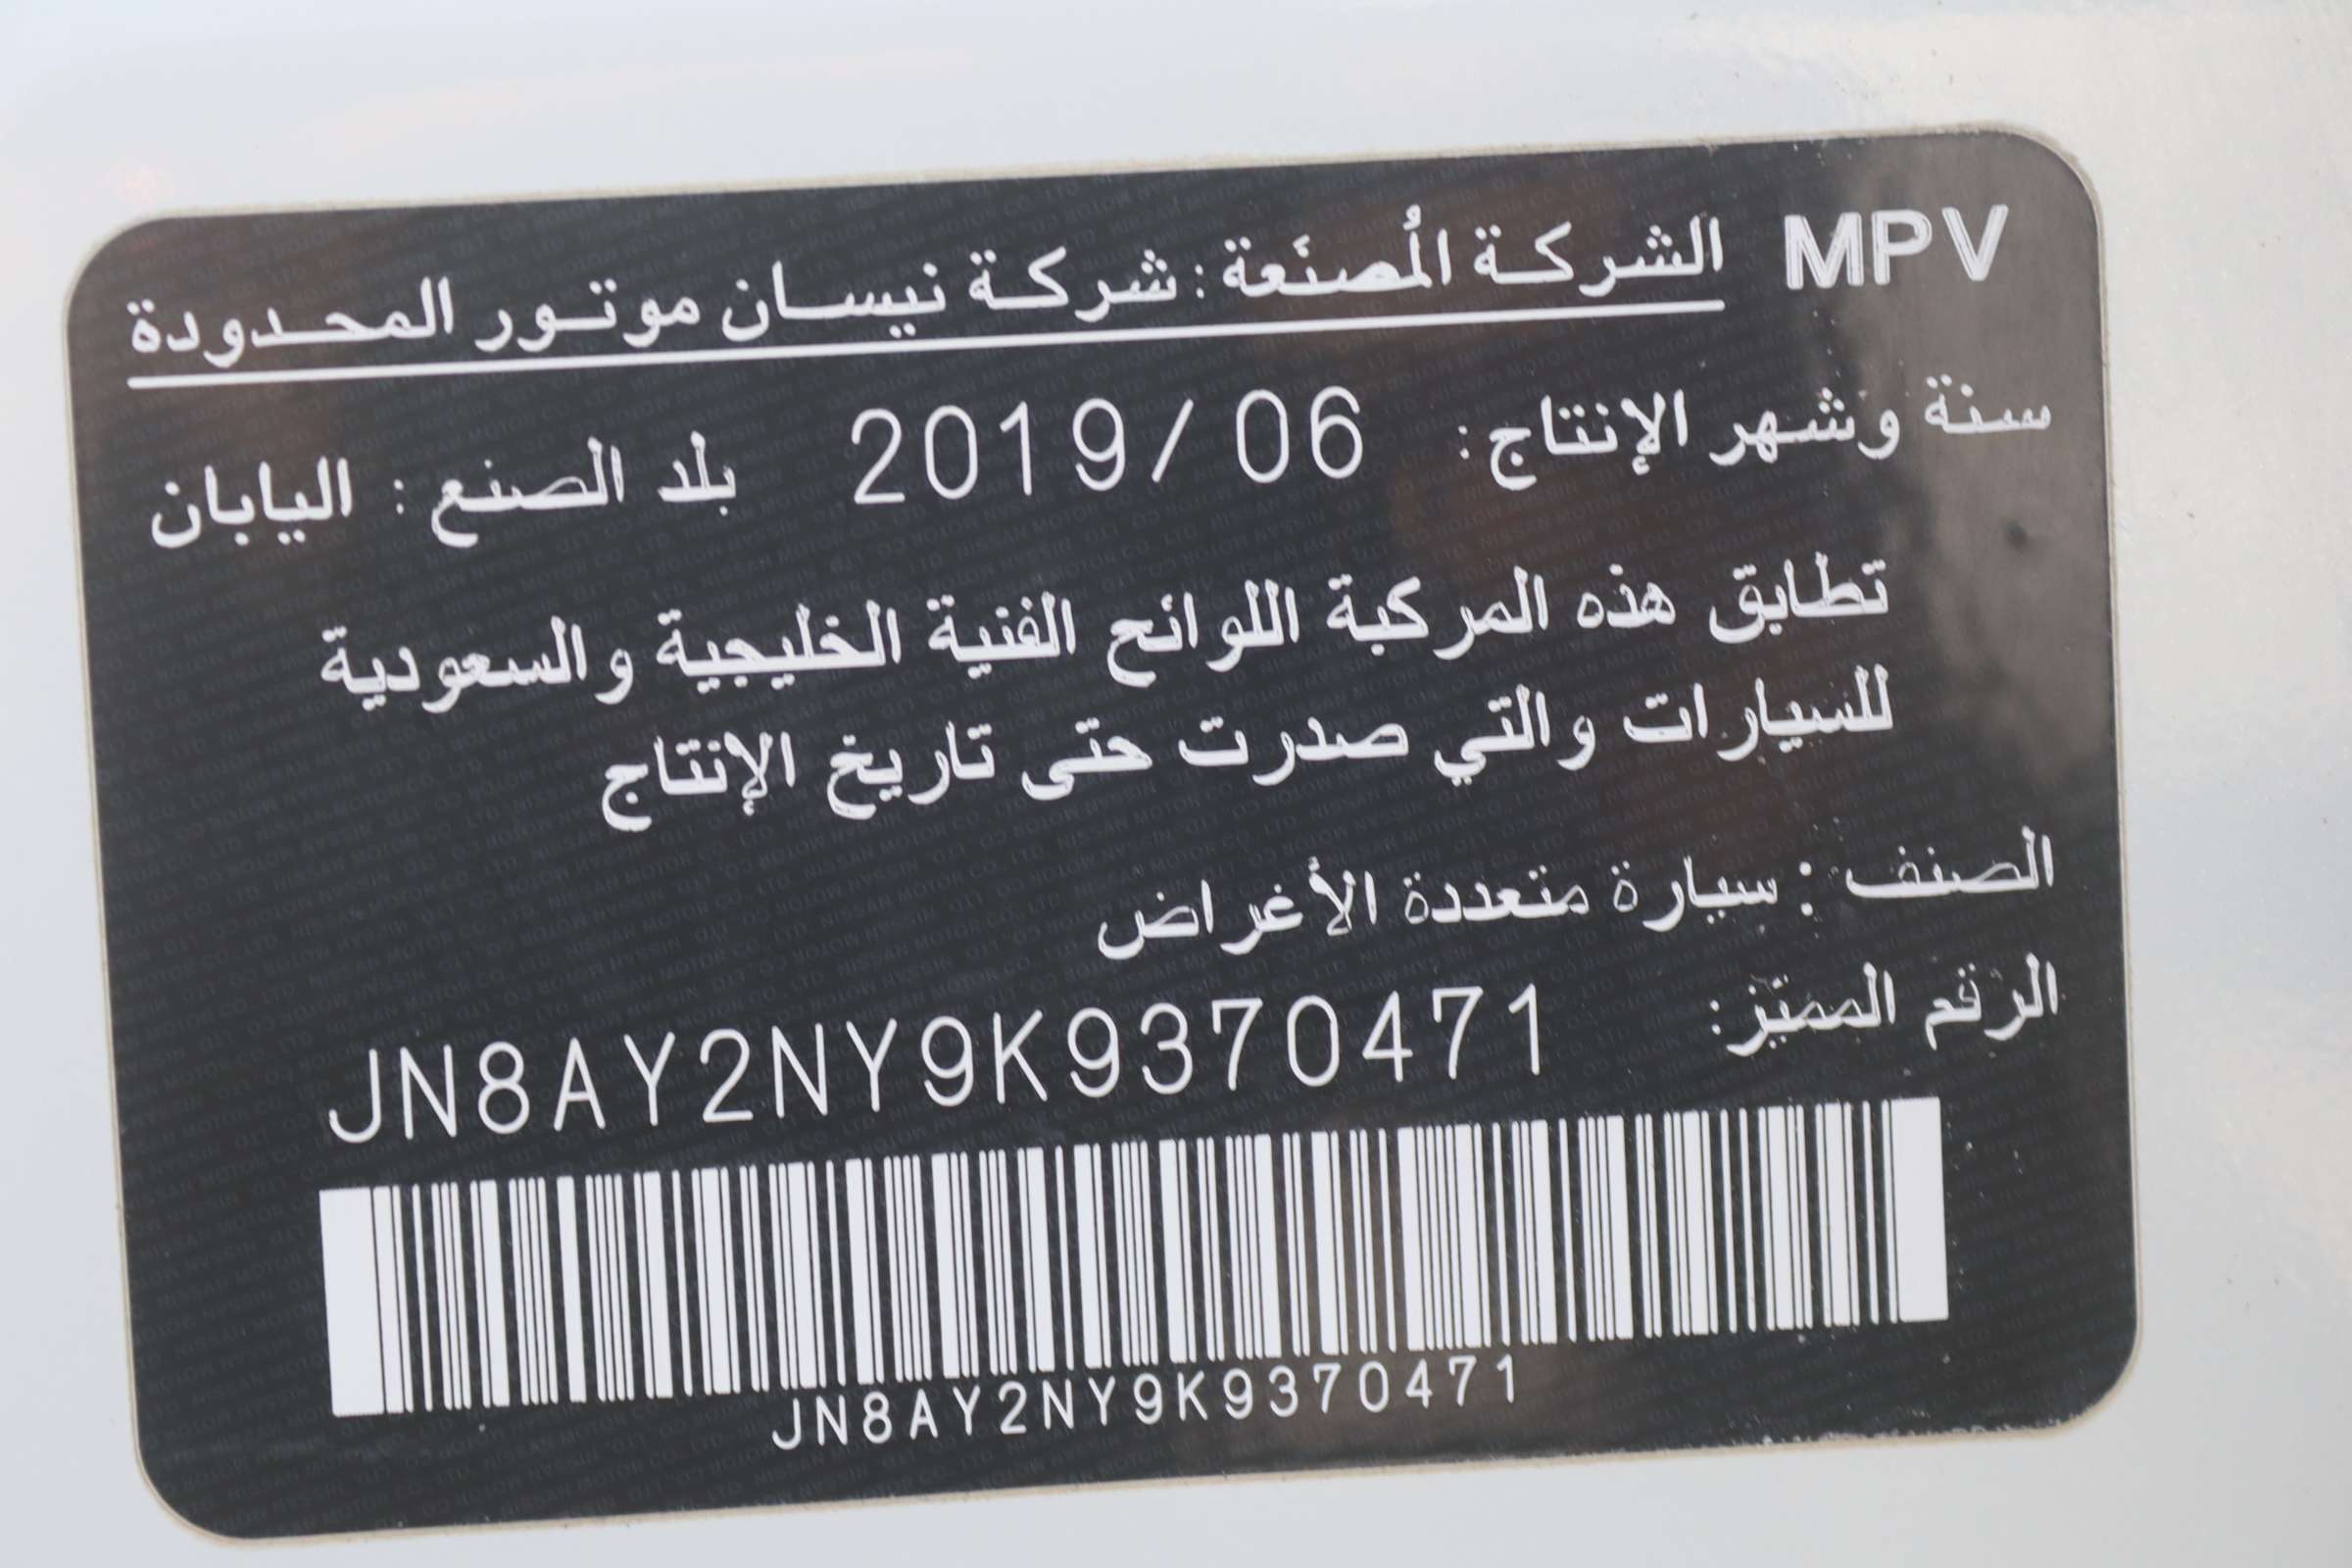 MPV الشركة المُصنَعة : شركة نيسان موتور المحدودة
سنة وشهر الإنتاج: 2019/06 بلد الصنع : اليابان
تطابق هذه المركبة اللوائح الفنية الخليجية والسعودية
للسيارات والتي صدرت حتى تاريخ الإنتاج
الصنف : سيارة متعددة الأغراض
الرقم المميّز: JN8AY2NY9K9370471
JN8AY2NY9K9370471